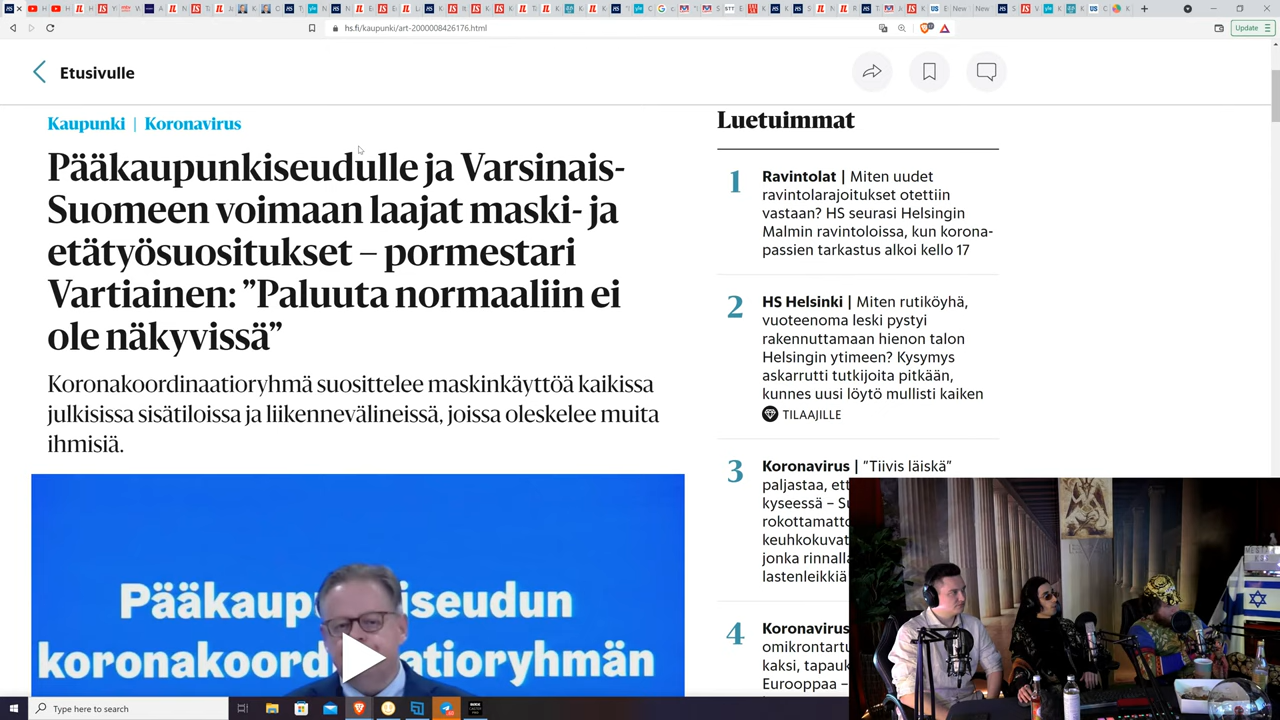 hs.fi/kaupunki/art-2000008426176.html
Update
Etusivulle
Kaupunki | Koronavirus
Pääkaupunkiseudulle ja Varsinais-
Suomeen voimaan laajat maski- ja
etätyösuositukset – pormestari
Vartiainen: ”Paluuta normaaliin ei
ole näkyvissä”
Koronakoordinaatioryhmä suosittelee maskinkäyttöä kaikissa
julkisissa sisätiloissa ja liikennevälineissä, joissa oleskelee muita
ihmisiä.
Pääkaup iseudun
koronakoord atioryhmän
Luetuimmat
1
Ravintolat | Miten uudet
ravintolarajoitukset otettiin
vastaan? HS seurasi Helsingin
Malmin ravintoloissa, kun korona-
passien tarkastus alkoi kello 17
2
HS Helsinki | Miten rutiköyhä,
vuoteenoma leski pystyi
rakennuttamaan hienon talon
Helsingin ytimeen? Kysymys
askarrutti tutkijoita pitkään,
kunnes uusi löytö mullisti kaiken
TILAAJILLE
3
Koronavirus | ”Tiivis läiskä”
paljastaa, ett
kyseessä – Su
rokottamatto
keuhkokuvat
jonka rinnalla
lastenleikkiä
4
Koronavirus
omikrontartu
kaksi, tapauk
Eurooppaa –
Type here to search